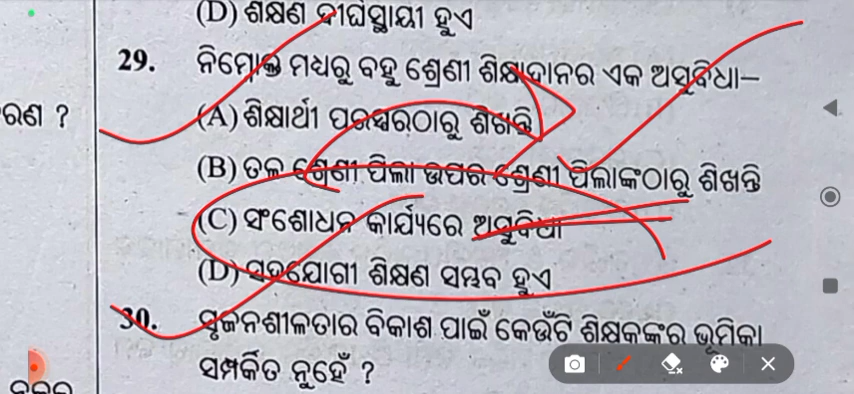 (D) ଶିକ୍ଷଣ ଦୀର୍ଘସ୍ଥାୟୀ ହୁଏ
29. ନିମ୍ନୋକ୍ତ ମଧ୍ୟରୁ ବହୁ ଶ୍ରେଣୀ ଶିକ୍ଷାଦାନର ଏକ ଅସୁବିଧା—
ରଣ ?
(A) ଶିକ୍ଷାର୍ଥୀ ପରସ୍ପରଠାରୁ ଶିଖନ୍ତି
(B) ତଳ ଶ୍ରେଣୀ ପିଲା ଉପର ଶ୍ରେଣୀ ପିଲାଙ୍କଠାରୁ ଶିଖନ୍ତି
(C) ସଂଶୋଧନ କାର୍ଯ୍ୟରେ ଅସୁବିଧା
(D) ସହଯୋଗୀ ଶିକ୍ଷଣ ସମ୍ଭବ ହୁଏ
30. ସୃଜନଶୀଳତାର ବିକାଶ ପାଇଁ କେଉଁଟି ଶିକ୍ଷକଙ୍କର ଭୂମିକା
ସମ୍ପର୍କିତ ନୁହେଁ ?